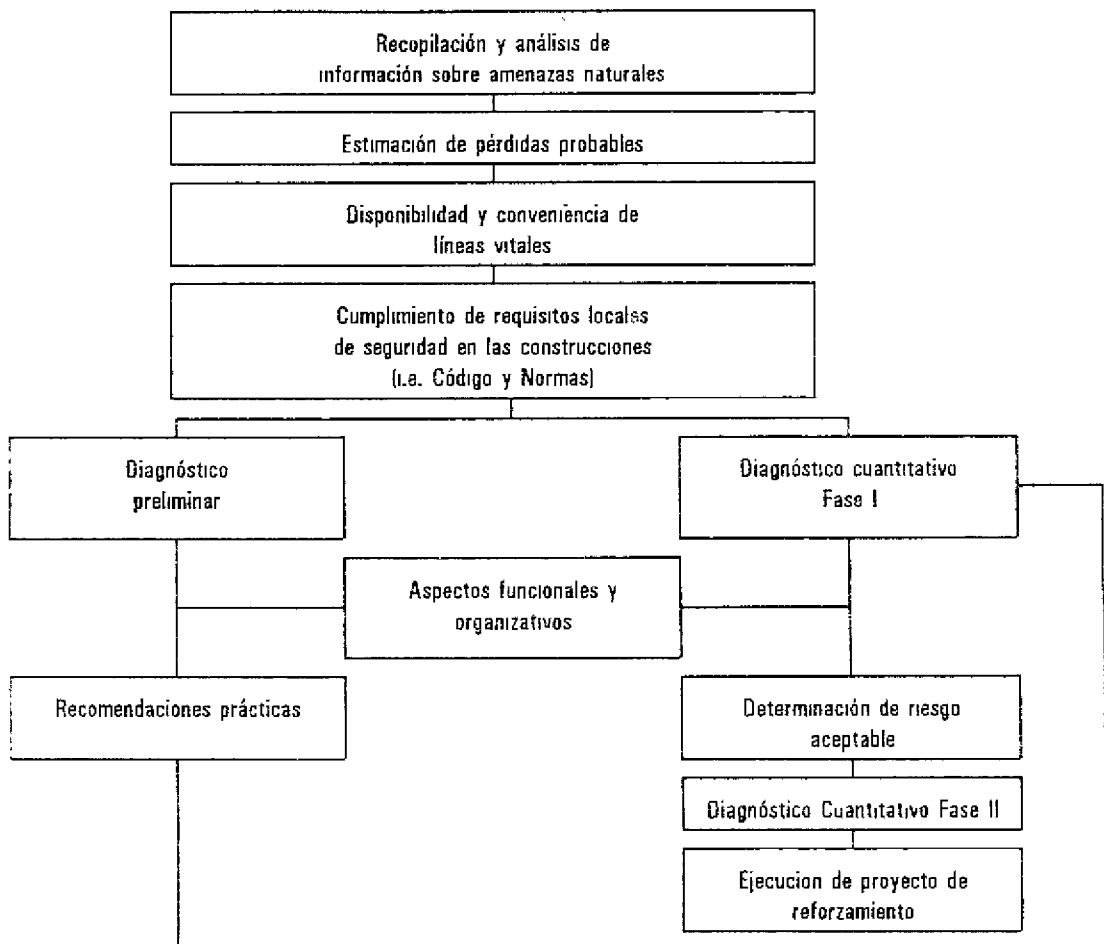 Recopilación y análisis de
información sobre amenazas naturales
Estimación de pérdidas probables
Disponibilidad y conveniencia de
líneas vitales
Cumplimiento de requisitos locales
de seguridad en las construcciones
(i.e. Código y Normas)
Diagnóstico
preliminar
Diagnóstico cuantitativo
Fase I
Aspectos funcionales y
organizativos
Recomendaciones prácticas
Determinación de riesgo
aceptable
Diagnóstico Cuantitativo Fase II
Ejecucion de proyecto de
reforzamiento